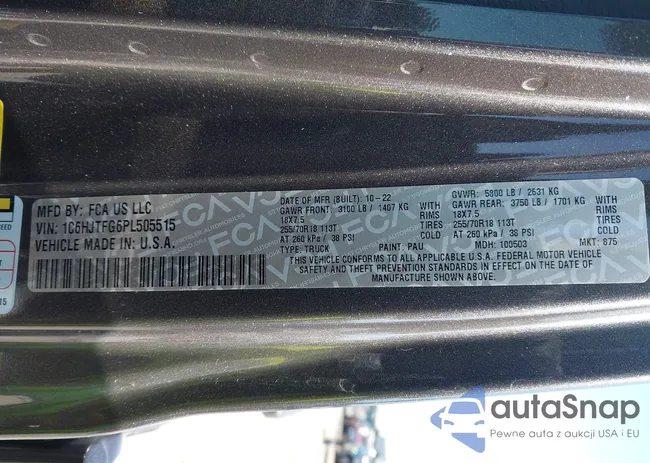 MFD BY: FCA US LLC
VIN: 1C6HJTFG6PL505515
VEHICLE MADE IN U.S.A.
DATE OF MFR (BUILT): 10-22
GAWR FRONT: 3100 LB / 1407 KG
18X7.5 RIMS
255/70R18 113T TIRES
AT 260 kPa / 38 PSI COLD
TYPE: TRUCK PAINT: PAU
GVWR: 5800 LB / 2631 KG
GAWR REAR: 3750 LB / 1701 KG
18X7.5 RIMS
255/70R18 113T TIRES
AT 260 kPa / 38 PSI COLD
MDH: 100503 MKT: 875
THIS VEHICLE CONFORMS TO ALL APPLICABLE U.S.A. FEDERAL MOTOR VEHICLE
SAFETY AND THEFT PREVENTION STANDARDS IN EFFECT ON THE DATE OF
MANUFACTURE SHOWN ABOVE.
15
autaSnap
Pewne auta z aukcji USA i EU